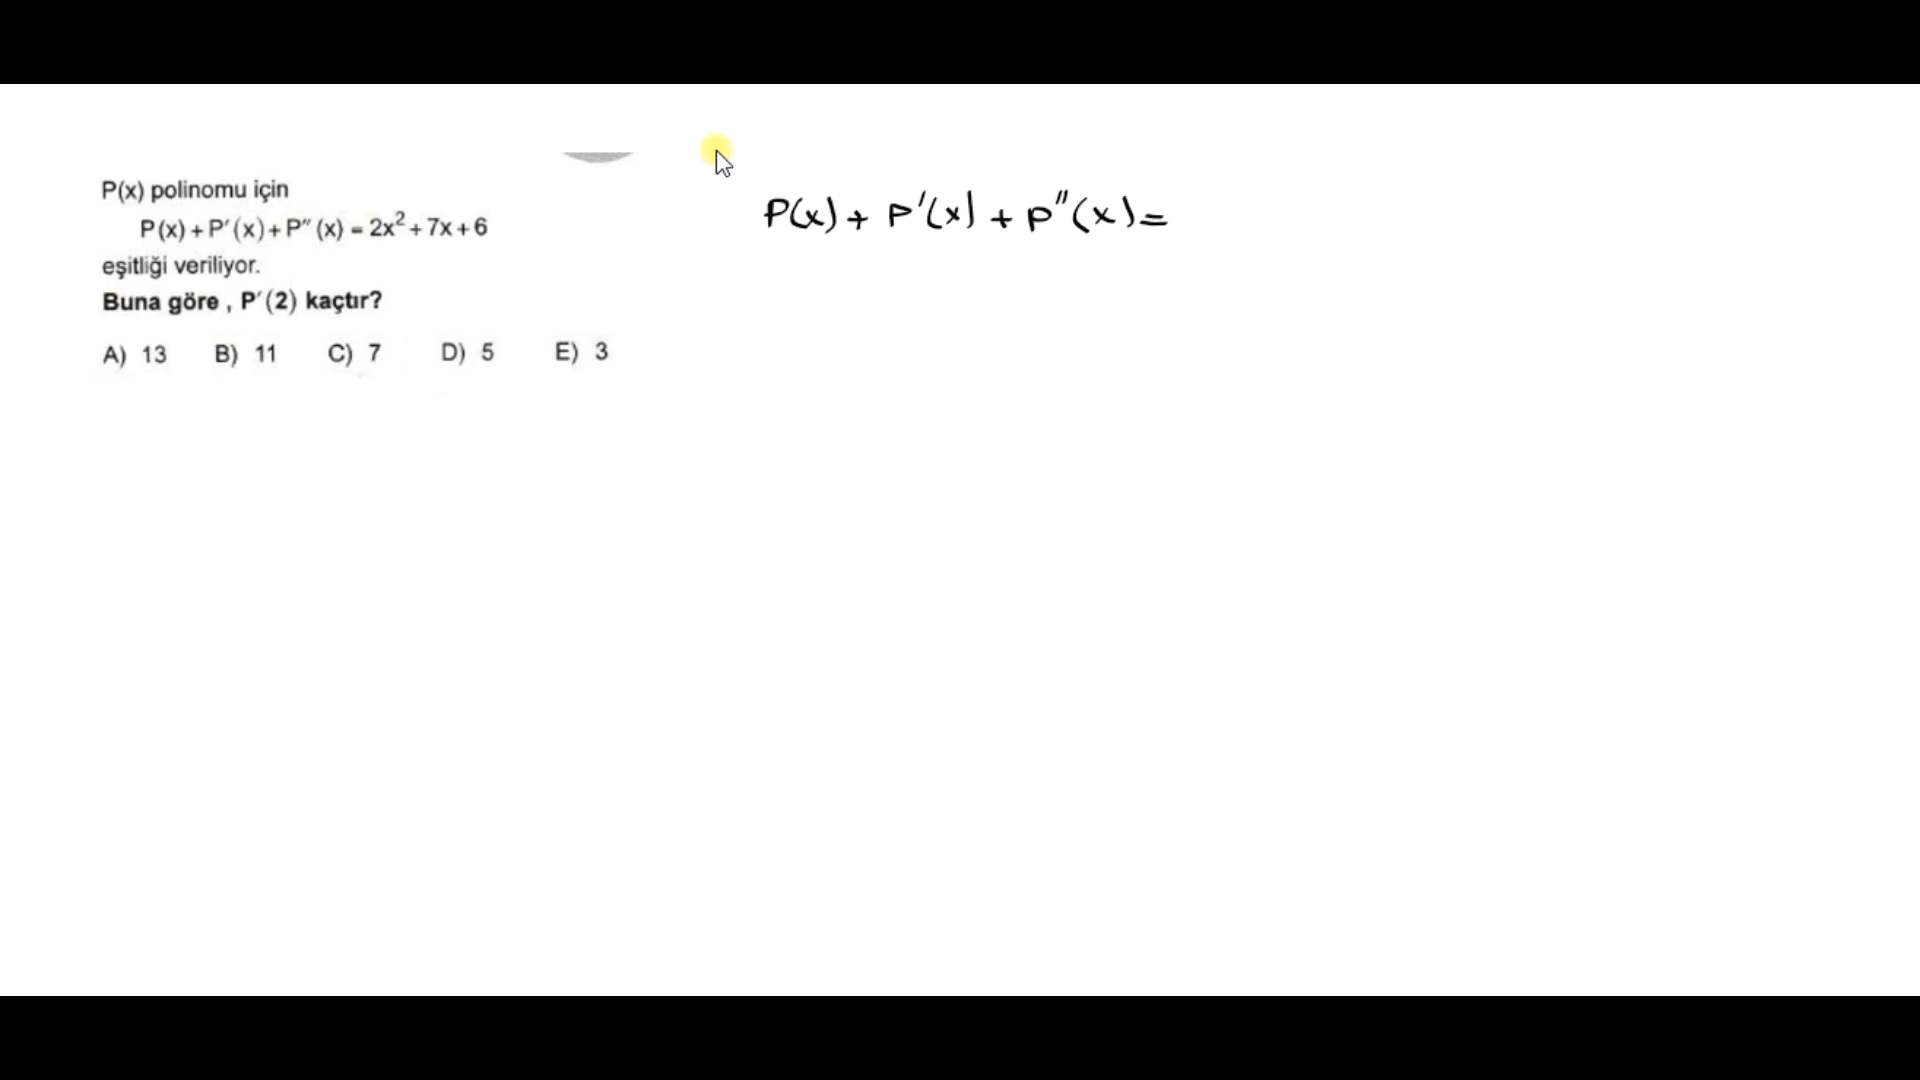 P(x) polinomu için
P(x) + P′(x) + P″(x) = 2x² + 7x + 6
eşitliği veriliyor.
Buna göre , P′(2) kaçtır?
A) 13 B) 11 C) 7 D) 5 E) 3
P(x) + P′(x) + P″(x) =